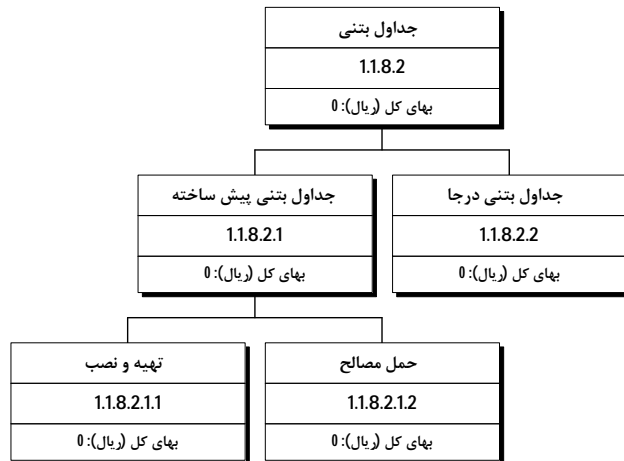 جداول بتنی
1.1.8.2
بهای کل (ریال): 0
جداول بتنی پیش ساخته
1.1.8.2.1
بهای کل (ریال): 0
جداول بتنی درجا
1.1.8.2.2
بهای کل (ریال): 0
تهیه و نصب
1.1.8.2.1.1
بهای کل (ریال): 0
حمل مصالح
1.1.8.2.1.2
بهای کل (ریال): 0